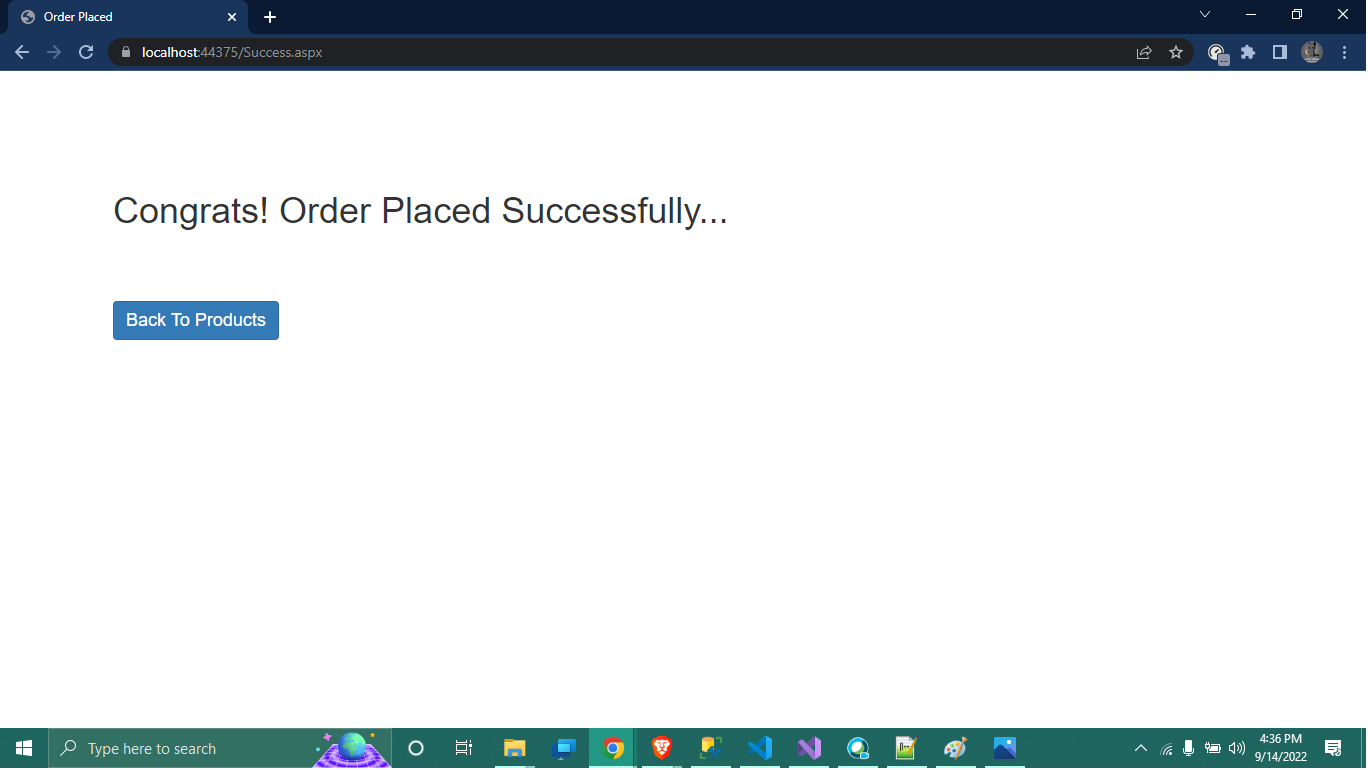 Order Placed
localhost:44375/Success.aspx
Congrats! Order Placed Successfully...
Back To Products
Type here to search
4:36 PM
9/14/2022